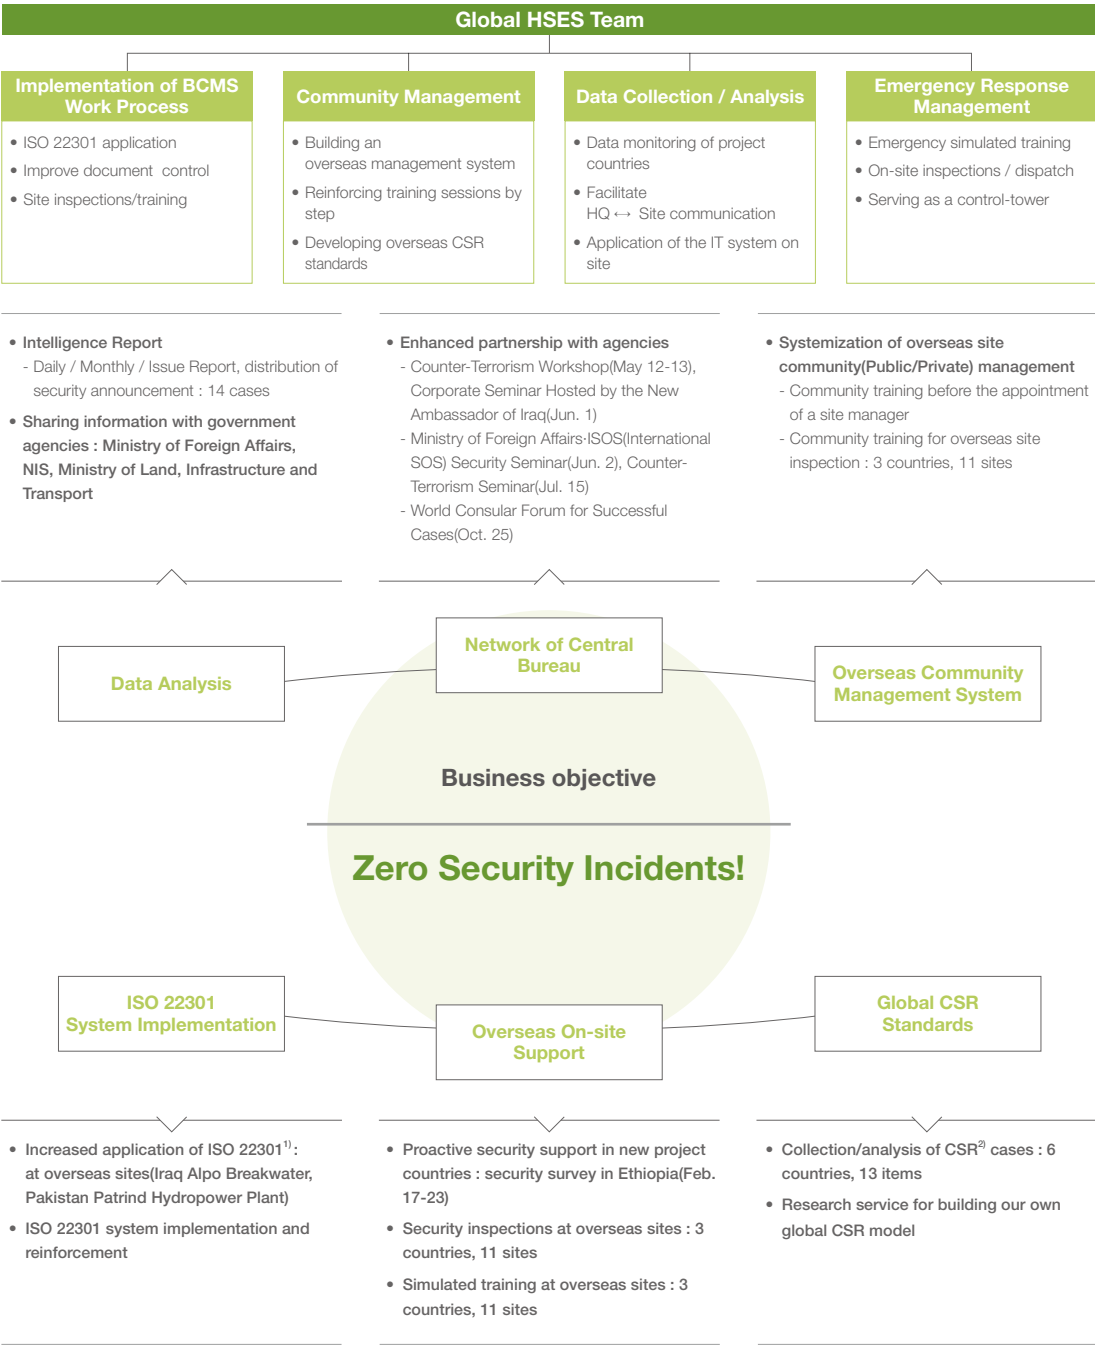 Global HSES Team
Implementation of BCMS
Work Process
• ISO 22301 application
• Improve document control
• Site inspections/training
Community Management
• Building an
overseas management system
• Reinforcing training sessions by
step
• Developing overseas CSR
standards
Data Collection / Analysis
• Data monitoring of project
countries
• Facilitate
HQ ↔ Site communication
• Application of the IT system on
site
Emergency Response
Management
• Emergency simulated training
• On-site inspections / dispatch
• Serving as a control-tower
• Intelligence Report
- Daily / Monthly / Issue Report, distribution of
security announcement : 14 cases
• Sharing information with government
agencies : Ministry of Foreign Affairs,
NIS, Ministry of Land, Infrastructure and
Transport
• Enhanced partnership with agencies
- Counter-Terrorism Workshop(May 12-13),
Corporate Seminar Hosted by the New
Ambassador of Iraq(Jun. 1)
- Ministry of Foreign Affairs·ISOS(International
SOS) Security Seminar(Jun. 2), Counter-
Terrorism Seminar(Jul. 15)
- World Consular Forum for Successful
Cases(Oct. 25)
• Systemization of overseas site
community(Public/Private) management
- Community training before the appointment
of a site manager
- Community training for overseas site
inspection : 3 countries, 11 sites
Data Analysis
Network of Central
Bureau
Overseas Community
Management System
Business objective
Zero Security Incidents!
ISO 22301
System Implementation
Overseas On-site
Support
Global CSR
Standards
• Increased application of ISO 22301¹⁾ :
at overseas sites(Iraq Alpo Breakwater,
Pakistan Patrind Hydropower Plant)
• ISO 22301 system implementation and
reinforcement
• Proactive security support in new project
countries : security survey in Ethiopia(Feb.
17-23)
• Security inspections at overseas sites : 3
countries, 11 sites
• Simulated training at overseas sites : 3
countries, 11 sites
• Collection/analysis of CSR²⁾ cases : 6
countries, 13 items
• Research service for building our own
global CSR model